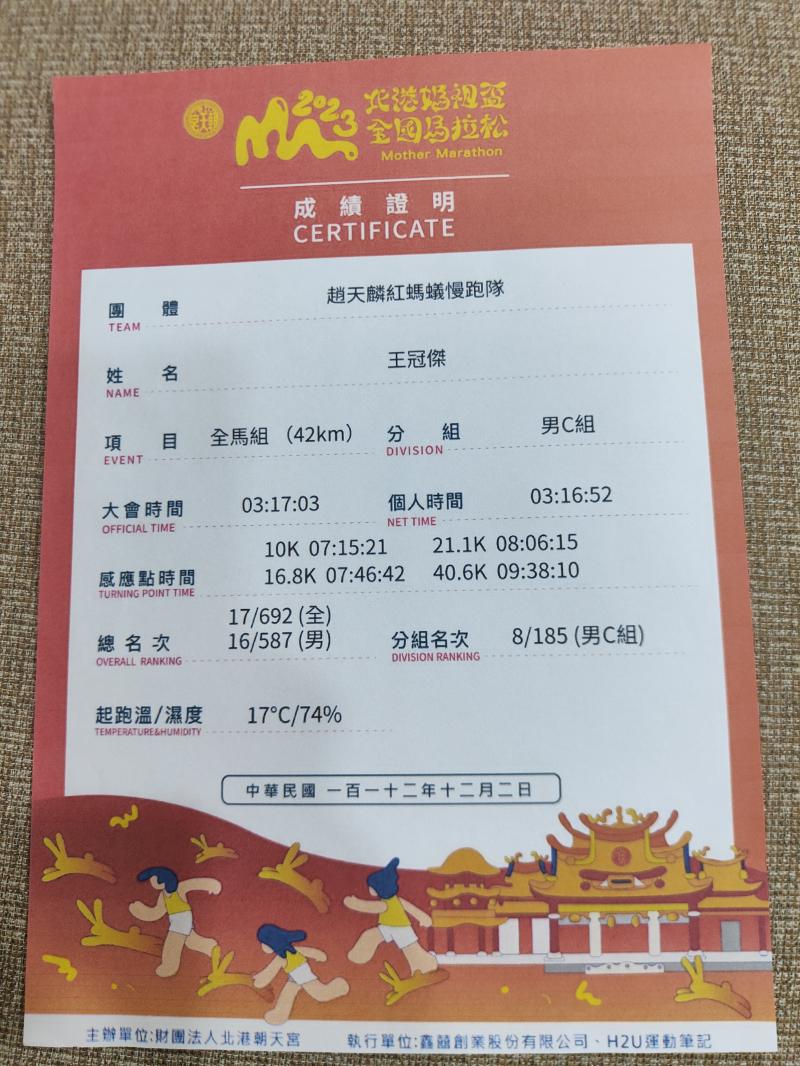 2023
北港媽祖盃
全國馬拉松
Mother Marathon
成績證明
CERTIFICATE
團體 趙天麟紅螞蟻慢跑隊
TEAM
姓名 王冠傑
NAME
項目 全馬組 （42km） 分組 男C組
EVENT DIVISION
大會時間 03:17:03 個人時間 03:16:52
OFFICIAL TIME NET TIME
10K 07:15:21 21.1K 08:06:15
感應點時間 16.8K 07:46:42 40.6K 09:38:10
TURNING POINT TIME
17/692 (全)
總名次 16/587 (男) 分組名次 8/185 (男C組)
OVERALL RANKING DIVISION RANKING
起跑溫/濕度 17°C/74%
TEMPERATURE&HUMIDITY
中華民國 一百一十二年十二月二日
主辦單位:財團法人北港朝天宮 執行單位:鑫囍創業股份有限公司、H2U運動筆記